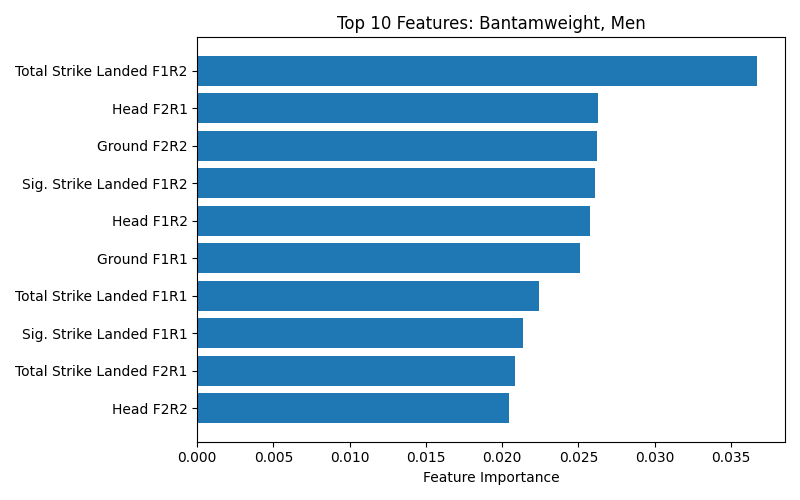 Top 10 Features: Bantamweight, Men
Total Strike Landed F1R2
Head F2R1
Ground F2R2
Sig. Strike Landed F1R2
Head F1R2
Ground F1R1
Total Strike Landed F1R1
Sig. Strike Landed F1R1
Total Strike Landed F2R1
Head F2R2
0.000 0.005 0.010 0.015 0.020 0.025 0.030 0.035
Feature Importance